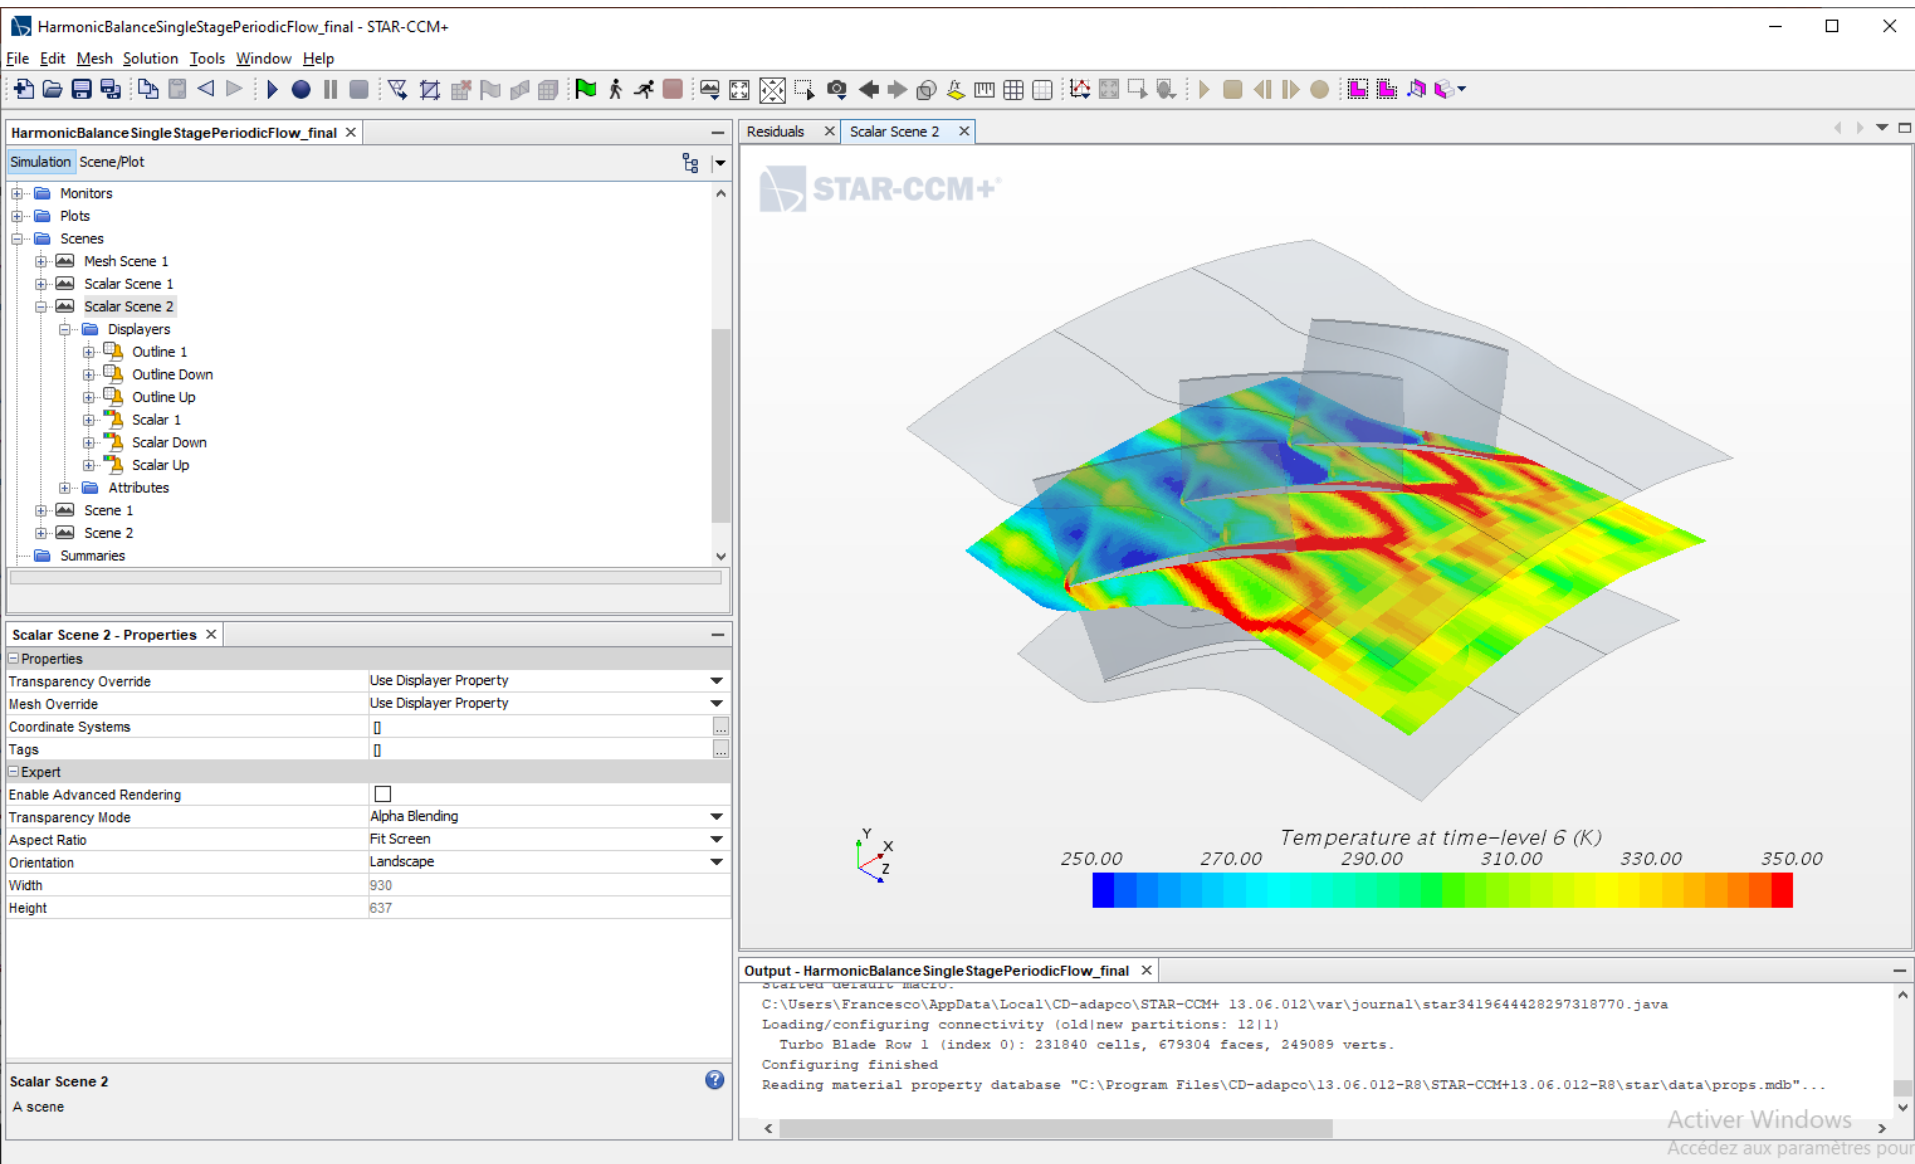 HarmonicBalanceSingleStagePeriodicFlow_final - STAR-CCM+
File Edit Mesh Solution Tools Window Help
HarmonicBalanceSingleStagePeriodicFlow_final
Simulation Scene/Plot
Monitors
Plots
Scenes
Mesh Scene 1
Scalar Scene 1
Scalar Scene 2
Displayers
Outline 1
Outline Down
Outline Up
Scalar 1
Scalar Down
Scalar Up
Attributes
Scene 1
Scene 2
Summaries
Scalar Scene 2 - Properties
Properties
Transparency Override Use Displayer Property
Mesh Override Use Displayer Property
Coordinate Systems []
Tags []
Expert
Enable Advanced Rendering
Transparency Mode Alpha Blending
Aspect Ratio Fit Screen
Orientation Landscape
Width 930
Height 637
Scalar Scene 2
A scene
Residuals Scalar Scene 2
STAR-CCM+
Y
X
Z
Temperature at time-level 6 (K)
250.00 270.00 290.00 310.00 330.00 350.00
Output - HarmonicBalanceSingleStagePeriodicFlow_final
Started default macro:
C:\Users\Francesco\AppData\Local\CD-adapco\STAR-CCM+ 13.06.012\var\journal\star3419644428297318770.java
Loading/configuring connectivity (old|new partitions: 12|1)
Turbo Blade Row 1 (index 0): 231840 cells, 679304 faces, 249089 verts.
Configuring finished
Reading material property database "C:\Program Files\CD-adapco\13.06.012-R8\STAR-CCM+13.06.012-R8\star\data\props.mdb"...
Activer Windows
Accédez aux paramètres pour